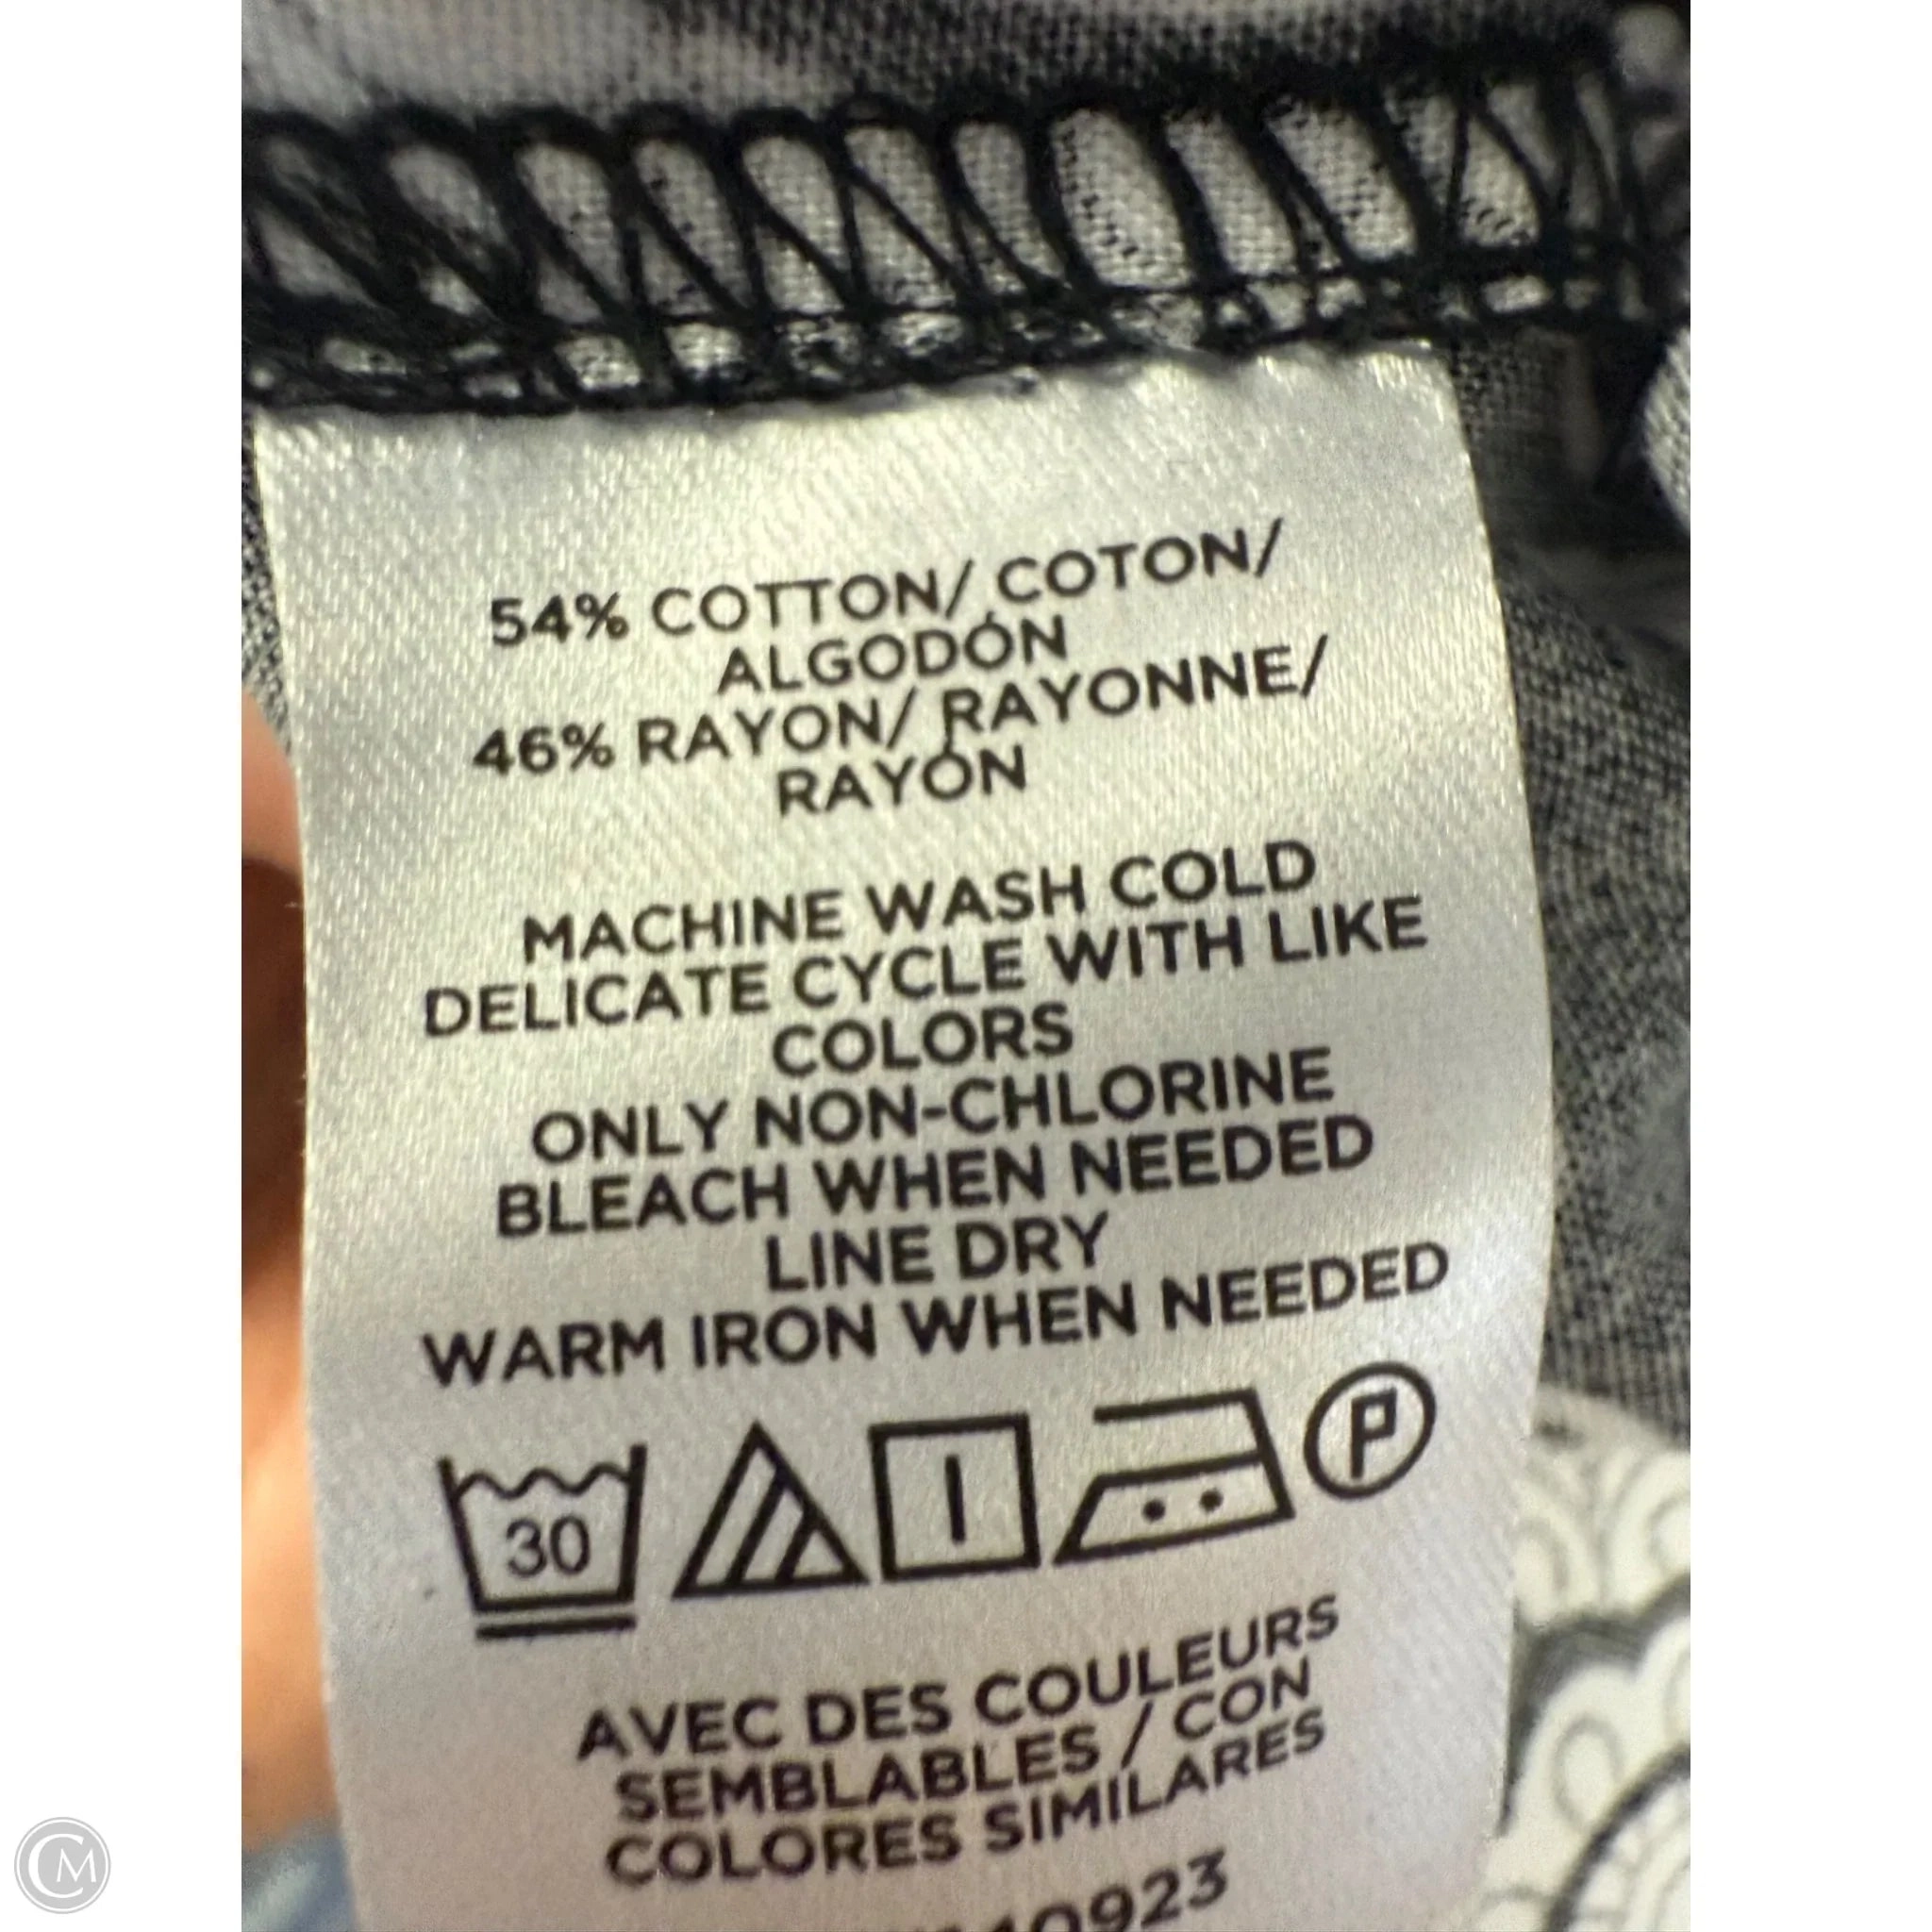 54% COTTON/ COTON/
ALGODÓN
46% RAYON/ RAYONNE/
RAYÓN
MACHINE WASH COLD
DELICATE CYCLE WITH LIKE
COLORS
ONLY NON-CHLORINE
BLEACH WHEN NEEDED
LINE DRY
WARM IRON WHEN NEEDED
30 P
AVEC DES COULEURS
SEMBLABLES / CON
COLORES SIMILARES
CM